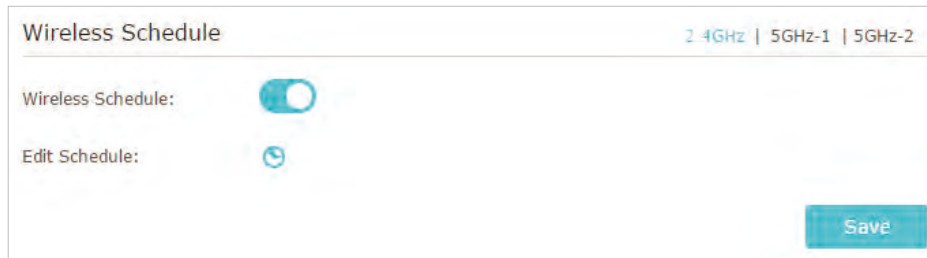 Wireless Schedule 2.4GHz | 5GHz-1 | 5GHz-2
Wireless Schedule:
Edit Schedule:
Save